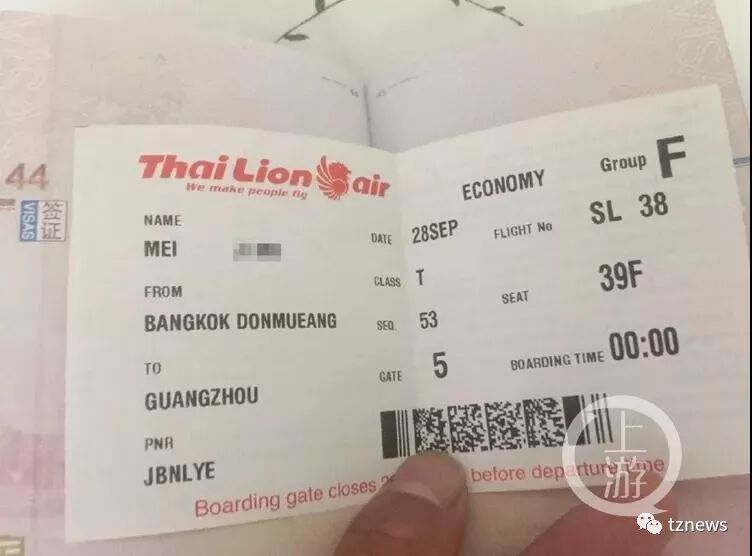 44
VISAS
签证
Thai Lion air
We make people fly
NAME
MEI
FROM
BANGKOK DONMUEANG
TO
GUANGZHOU
PNR
JBNLYE
ECONOMY
Group F
DATE 28SEP FLIGHT No SL 38
CLASS T SEAT 39F
SEQ. 53
GATE 5 BOARDING TIME 00:00
Boarding gate closes before departure time
上游
tznews